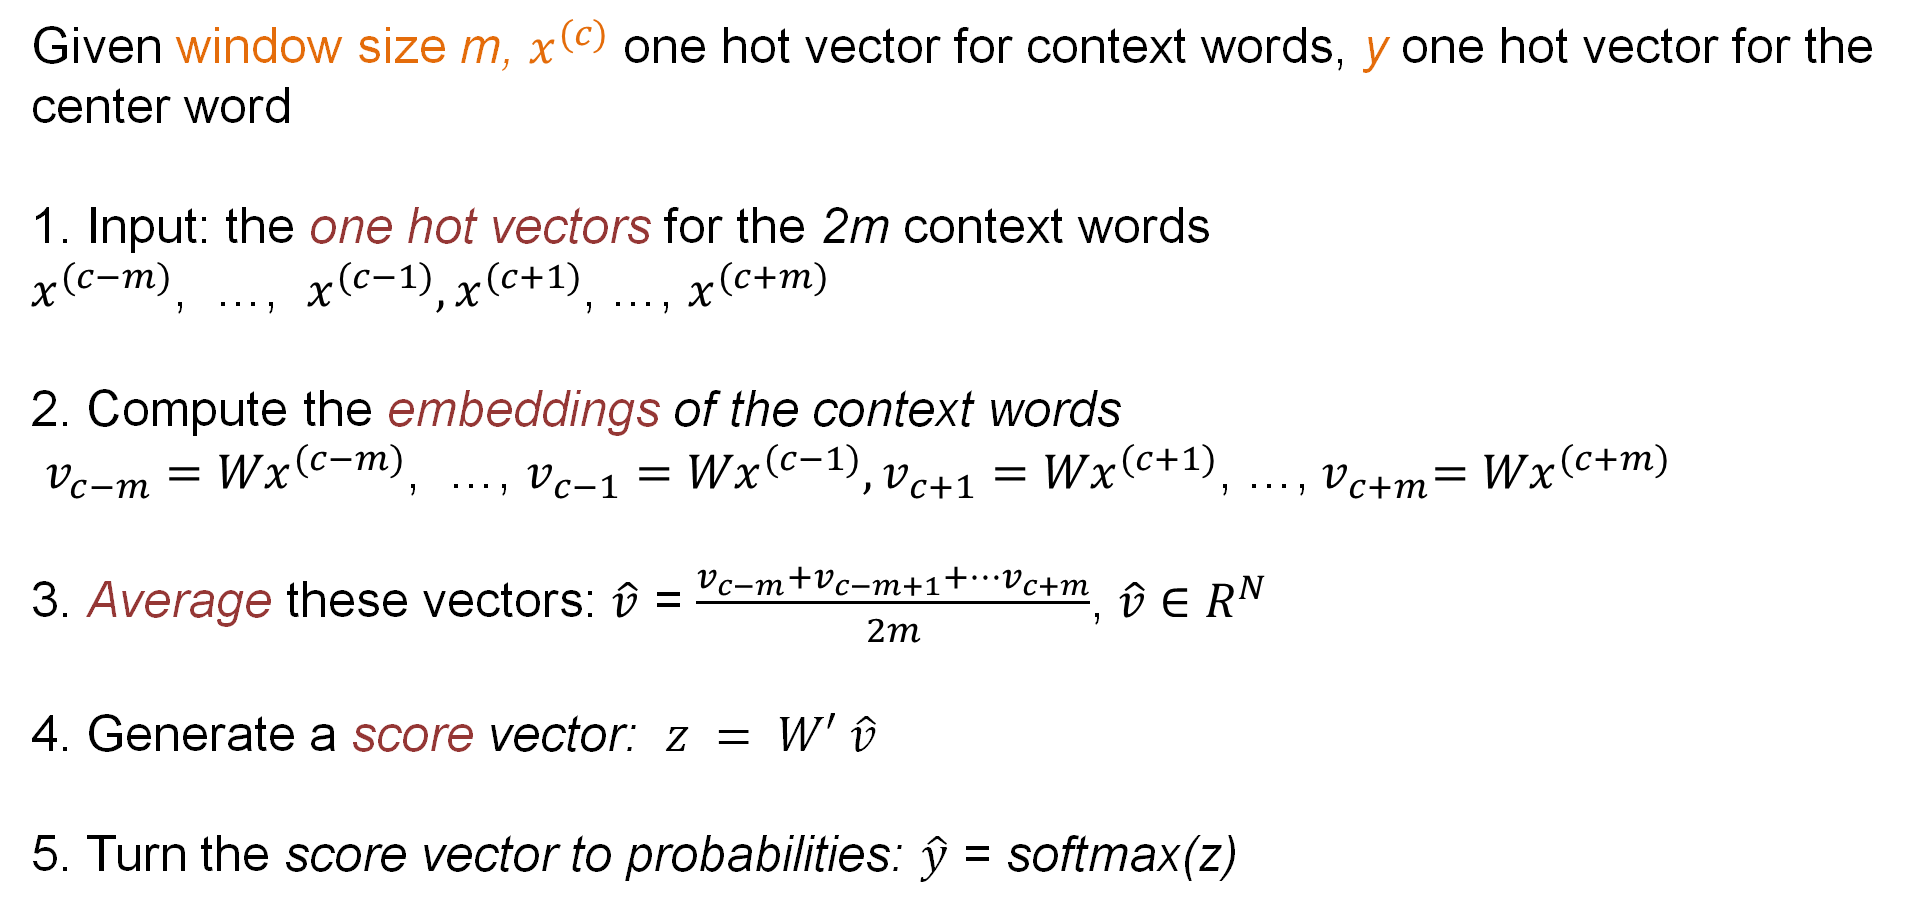 Given window size m, x^(c) one hot vector for context words, y one hot vector for the
center word
1. Input: the one hot vectors for the 2m context words
x^(c−m), ..., x^(c−1), x^(c+1), ..., x^(c+m)
2. Compute the embeddings of the context words
v_{c−m} = Wx^(c−m), ..., v_{c−1} = Wx^(c−1), v_{c+1} = Wx^(c+1), ..., v_{c+m} = Wx^(c+m)
3. Average these vectors: v̂ = (v_{c−m}+v_{c−m+1}+⋯v_{c+m})/2m, v̂ ∈ R^N
4. Generate a score vector: z = W′ v̂
5. Turn the score vector to probabilities: ŷ = softmax(z)